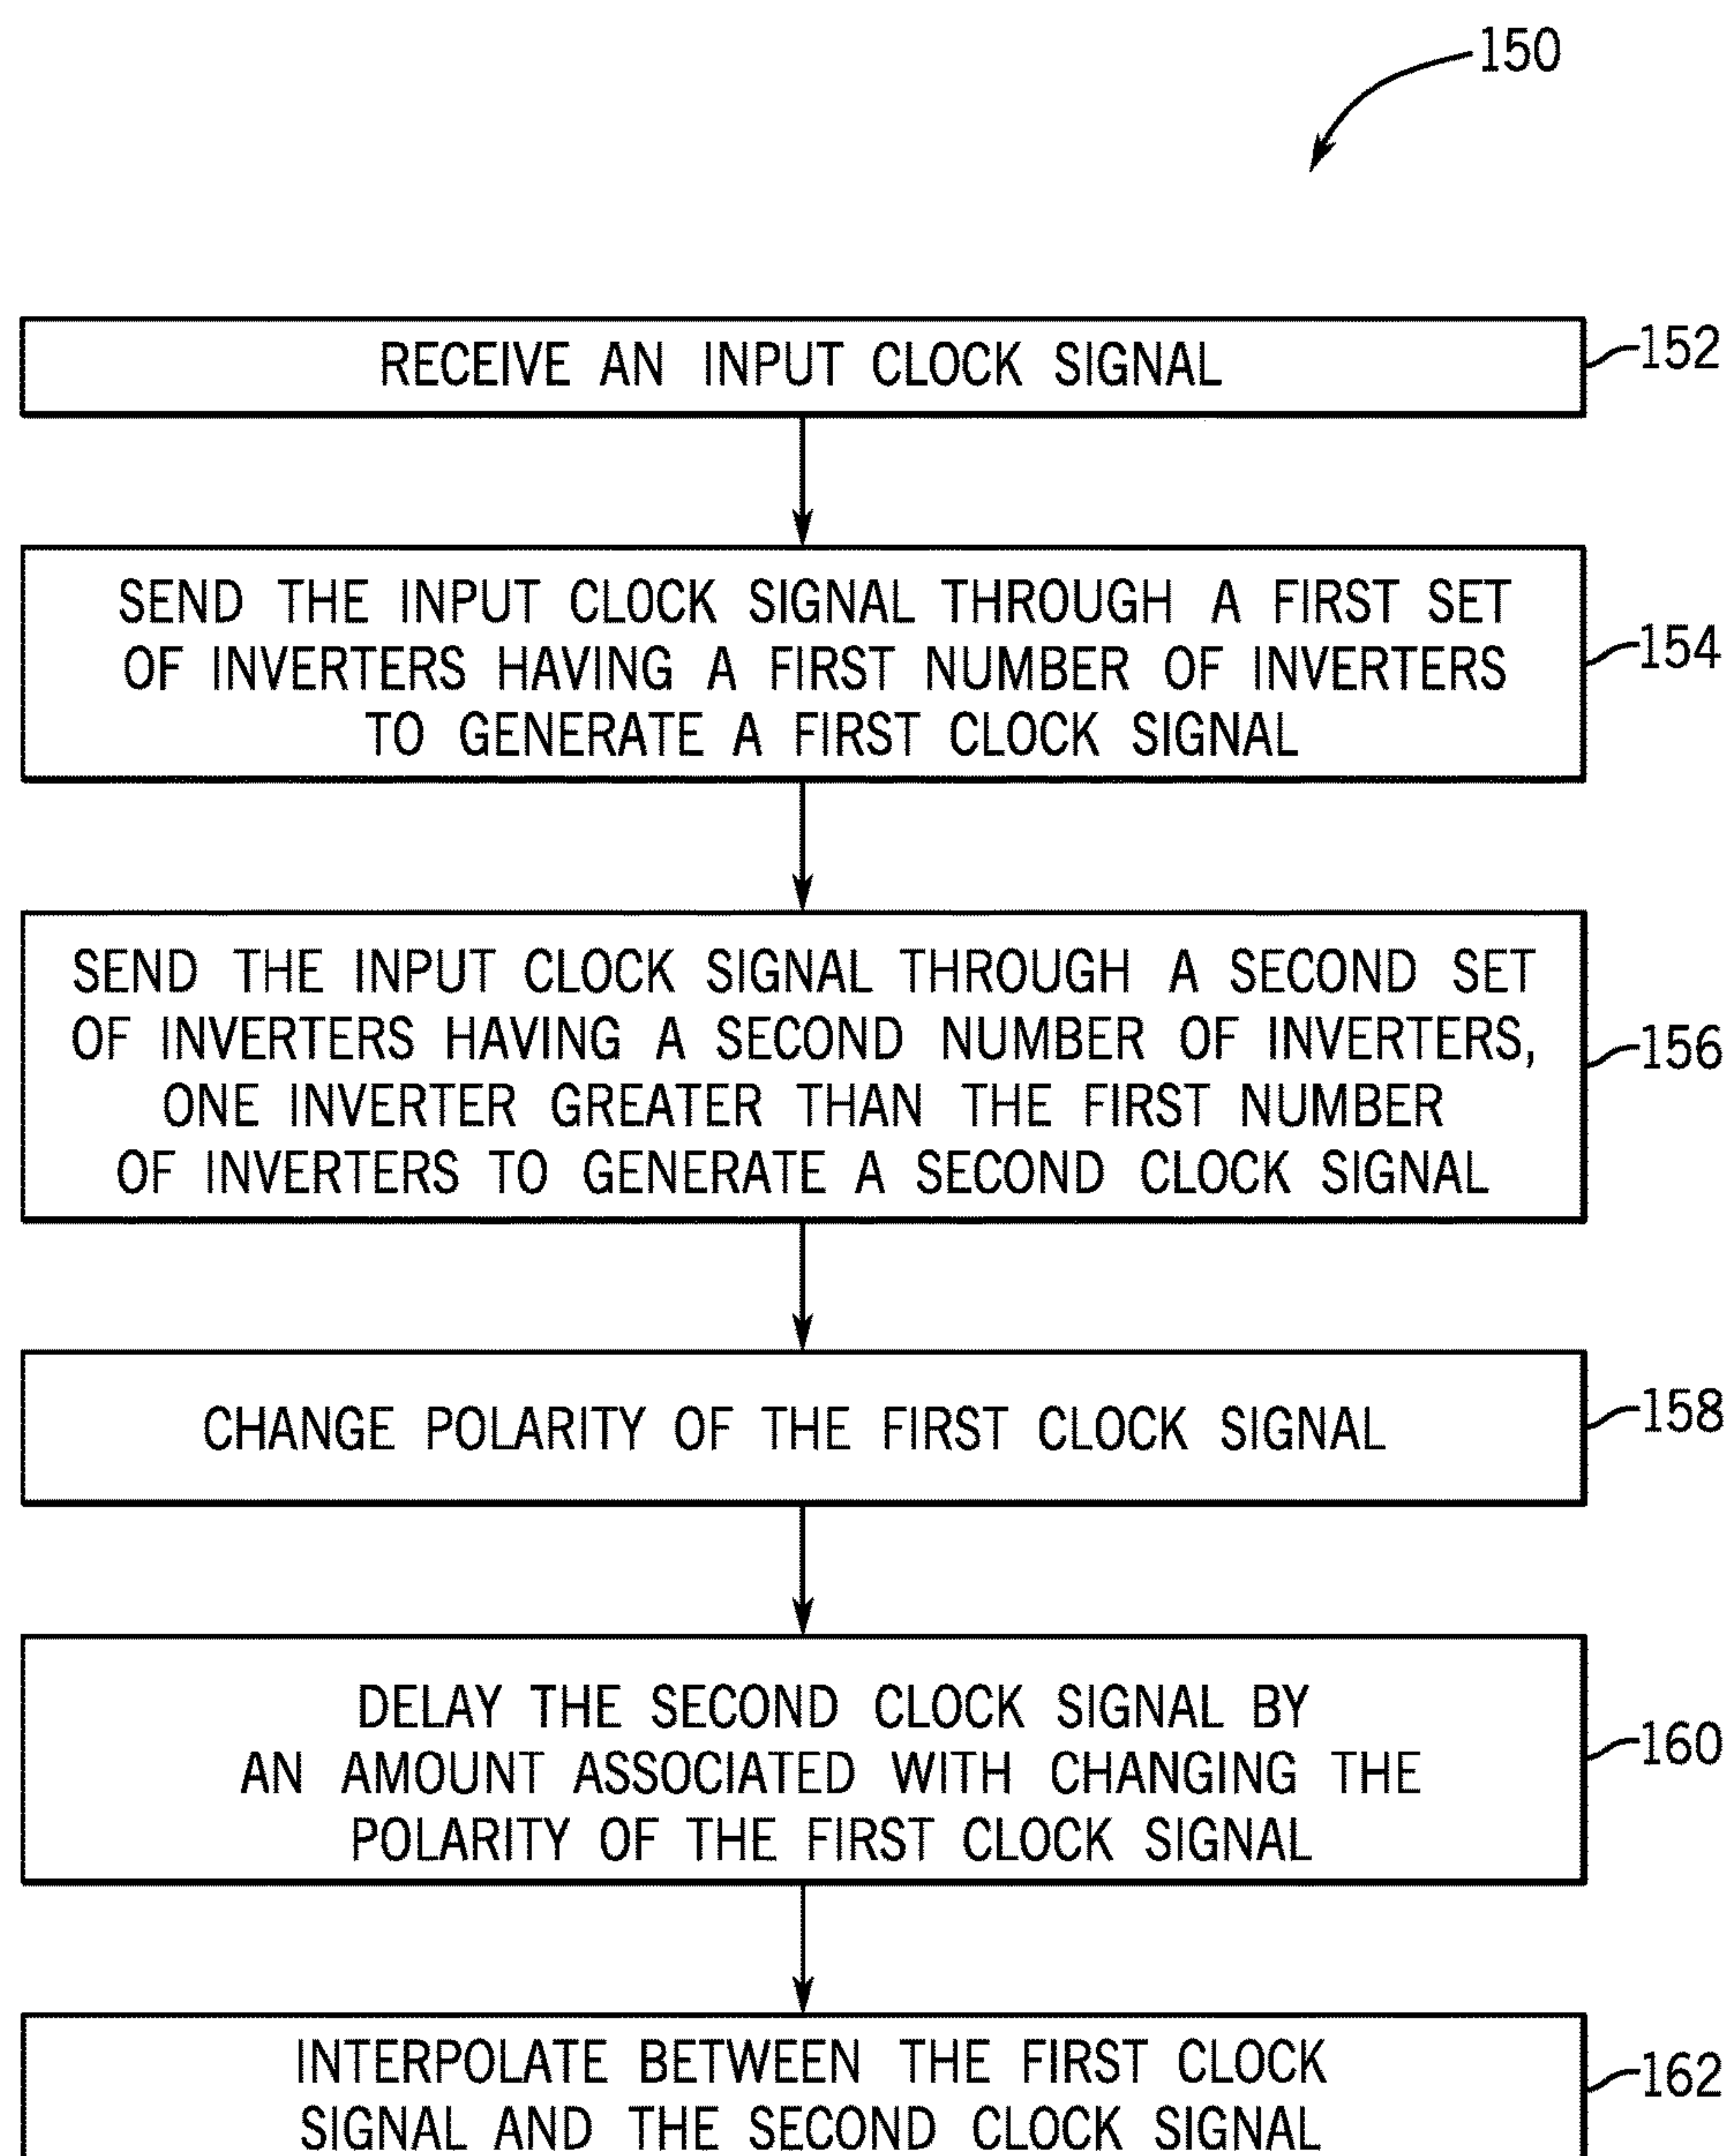 150
RECEIVE AN INPUT CLOCK SIGNAL
152
SEND THE INPUT CLOCK SIGNAL THROUGH A FIRST SET
OF INVERTERS HAVING A FIRST NUMBER OF INVERTERS
TO GENERATE A FIRST CLOCK SIGNAL
154
SEND THE INPUT CLOCK SIGNAL THROUGH A SECOND SET
OF INVERTERS HAVING A SECOND NUMBER OF INVERTERS,
ONE INVERTER GREATER THAN THE FIRST NUMBER
OF INVERTERS TO GENERATE A SECOND CLOCK SIGNAL
156
CHANGE POLARITY OF THE FIRST CLOCK SIGNAL
158
DELAY THE SECOND CLOCK SIGNAL BY
AN AMOUNT ASSOCIATED WITH CHANGING THE
POLARITY OF THE FIRST CLOCK SIGNAL
160
INTERPOLATE BETWEEN THE FIRST CLOCK
SIGNAL AND THE SECOND CLOCK SIGNAL
162